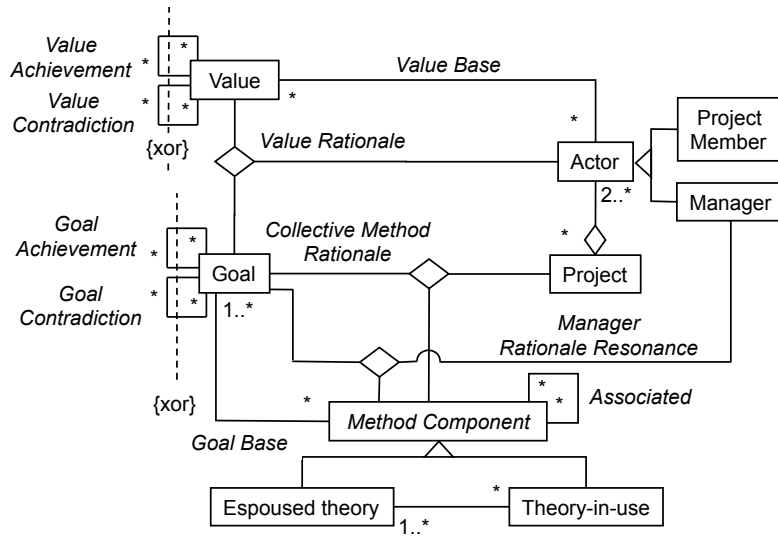 Value
Achievement
*
*
Value
Contradiction
*
*
{xor}
Value
*
Value Base
*
Value Rationale
Actor
2..*
Project
Member
Manager
Goal
Achievement
*
*
Goal
Contradiction
*
*
{xor}
Goal
1..*
Collective Method
Rationale
*
Project
Manager
Rationale Resonance
*
Goal Base
Method Component
*
*
Associated
Espoused theory
1..*
*
Theory-in-use